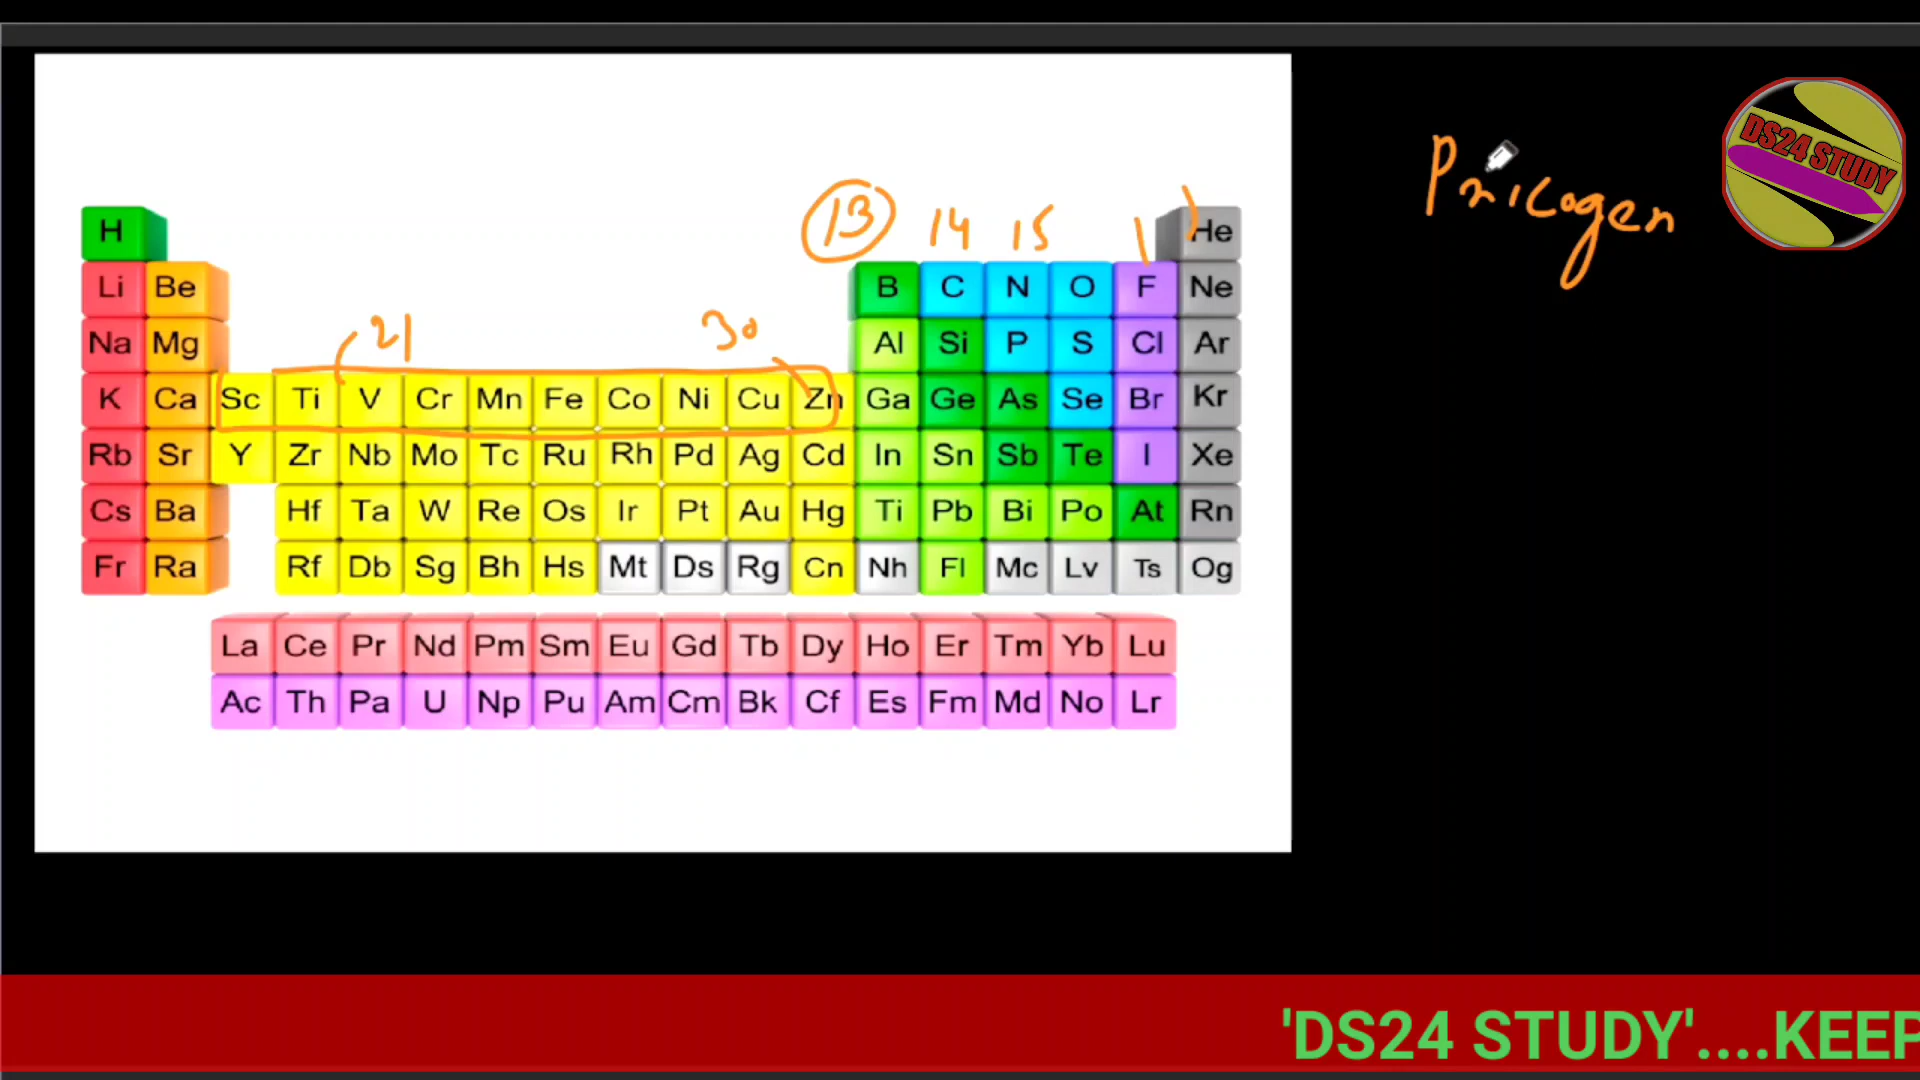 Pnicogen
DS24 STUDY
13 14 15
H He
Li Be B C N O F Ne
21 30
Na Mg Al Si P S Cl Ar
K Ca Sc Ti V Cr Mn Fe Co Ni Cu Zn Ga Ge As Se Br Kr
Rb Sr Y Zr Nb Mo Tc Ru Rh Pd Ag Cd In Sn Sb Te I Xe
Cs Ba Hf Ta W Re Os Ir Pt Au Hg Ti Pb Bi Po At Rn
Fr Ra Rf Db Sg Bh Hs Mt Ds Rg Cn Nh Fl Mc Lv Ts Og
La Ce Pr Nd Pm Sm Eu Gd Tb Dy Ho Er Tm Yb Lu
Ac Th Pa U Np Pu Am Cm Bk Cf Es Fm Md No Lr
'DS24 STUDY'....KEEP